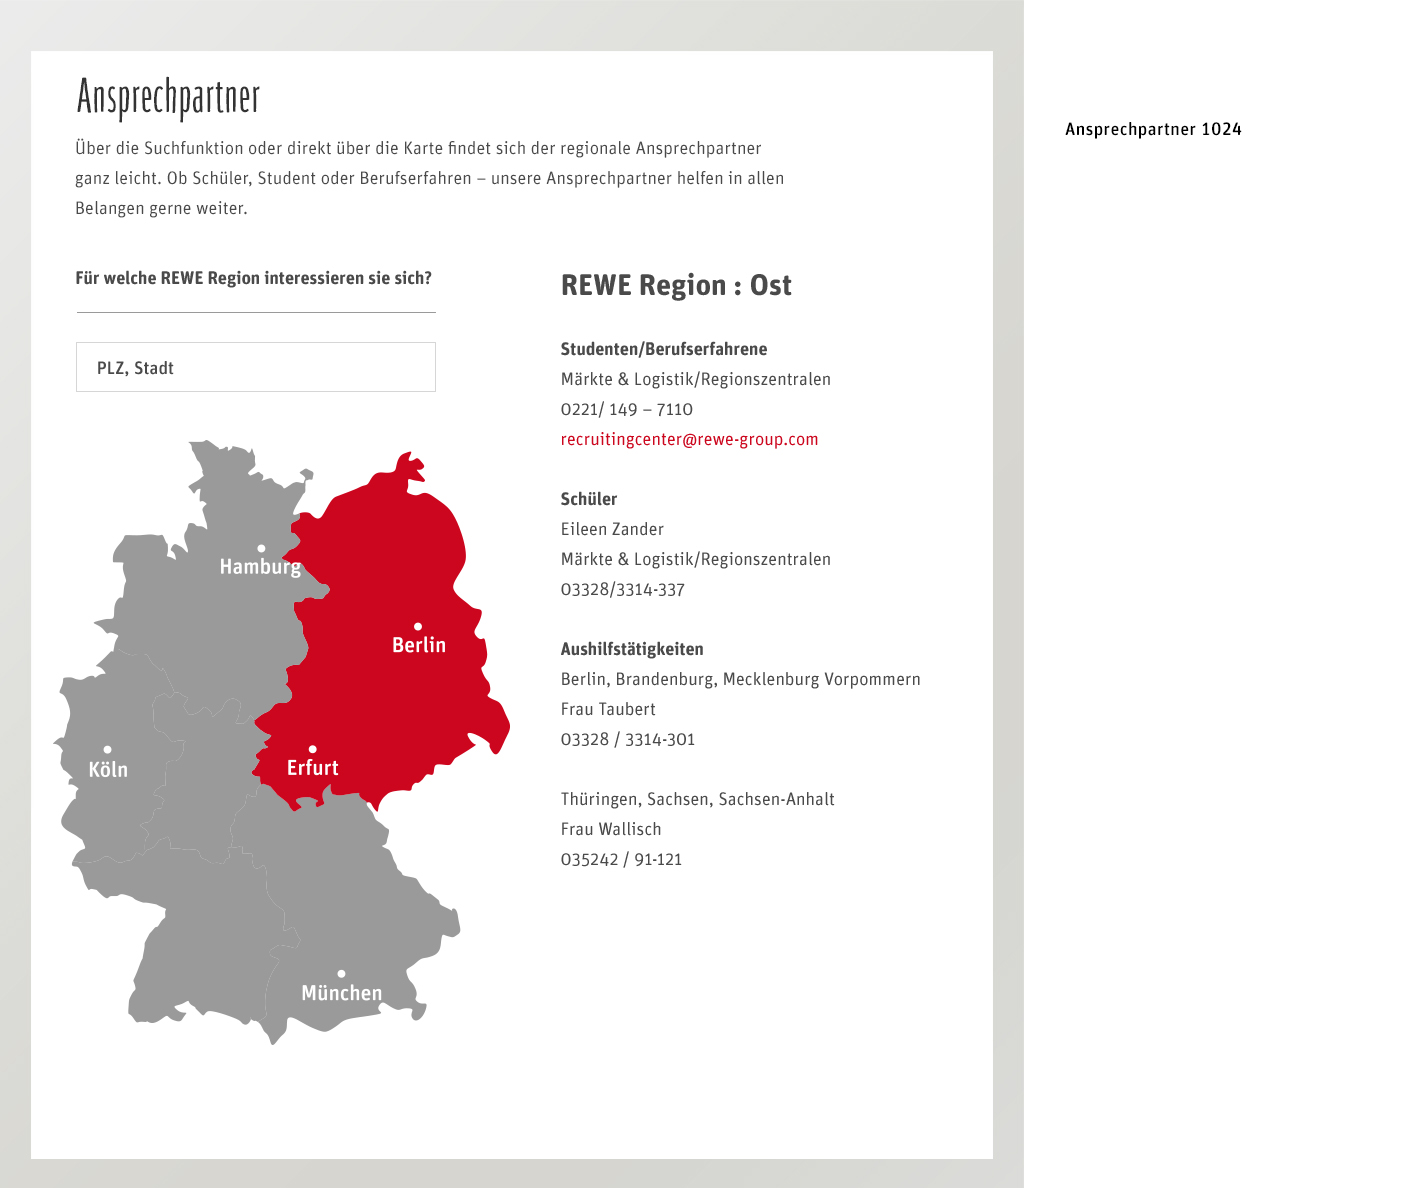 Ansprechpartner
Über die Suchfunktion oder direkt über die Karte findet sich der regionale Ansprechpartner
ganz leicht. Ob Schüler, Student oder Berufserfahren – unsere Ansprechpartner helfen in allen
Belangen gerne weiter.
Für welche REWE Region interessieren sie sich?
PLZ, Stadt
Hamburg
Berlin
Köln
Erfurt
München
REWE Region : Ost
Studenten/Berufserfahrene
Märkte & Logistik/Regionszentralen
0221/ 149 – 7110
recruitingcenter@rewe-group.com
Schüler
Eileen Zander
Märkte & Logistik/Regionszentralen
03328/3314-337
Aushilfstätigkeiten
Berlin, Brandenburg, Mecklenburg Vorpommern
Frau Taubert
03328 / 3314-301
Thüringen, Sachsen, Sachsen-Anhalt
Frau Wallisch
035242 / 91-121
Ansprechpartner 1024